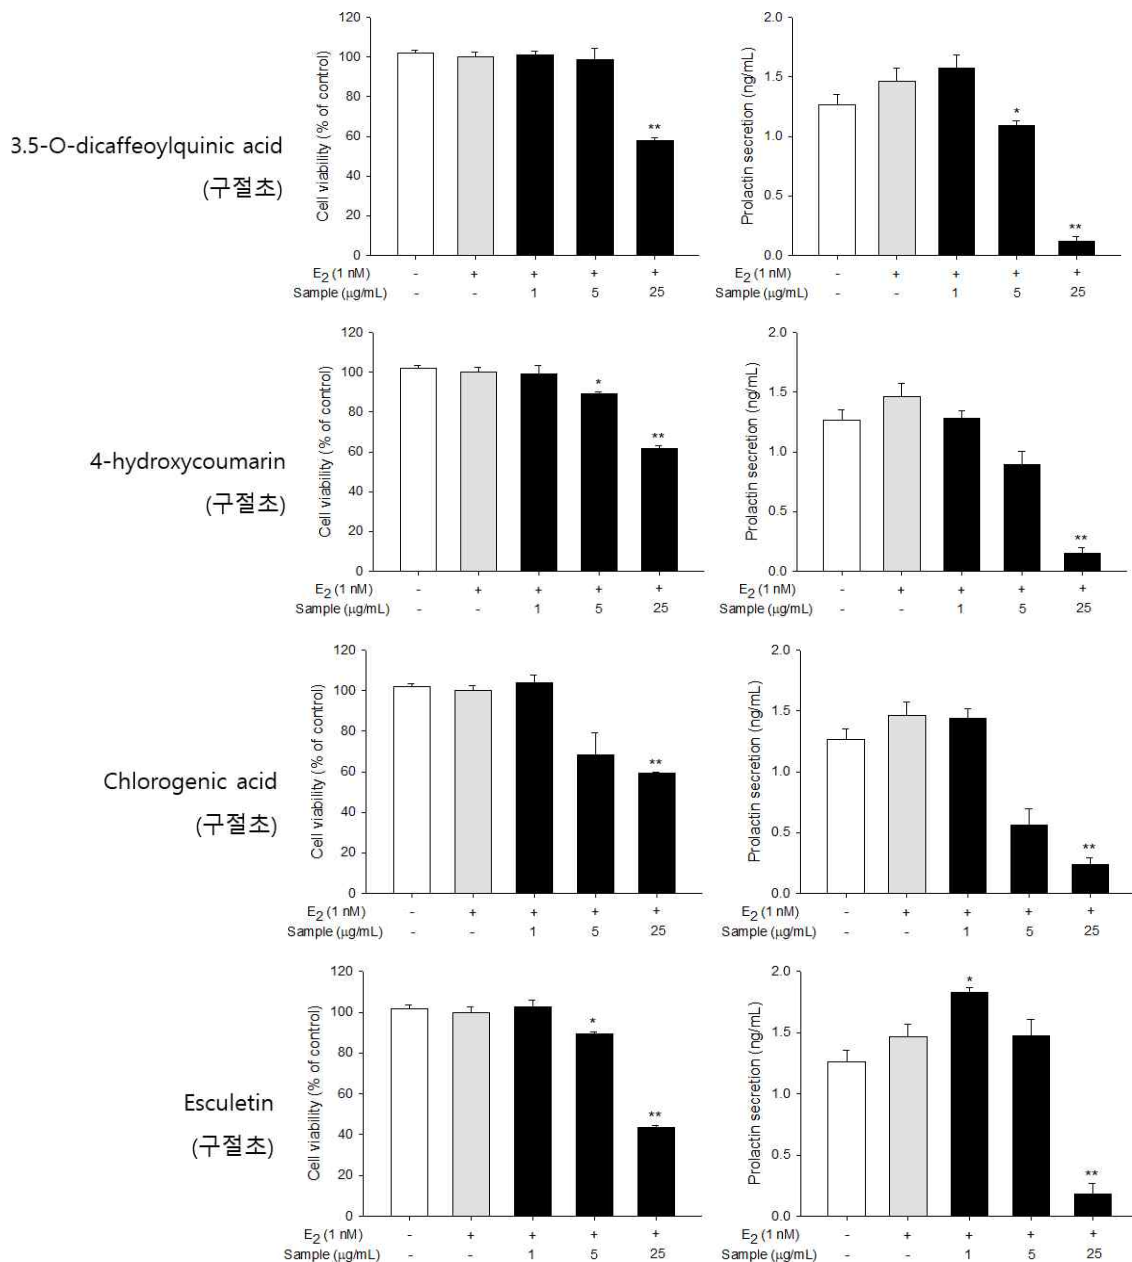 3.5-O-dicaffeoylquinic acid
(구절초)
Cell viability (% of control)
120
100
80
60
40
20
0
**
E2 (1 nM) - + + + +
Sample (μg/mL) - - 1 5 25
Prolactin secretion (ng/mL)
2.0
1.5
1.0
0.5
0.0
*
**
E2 (1 nM) - + + + +
Sample (μg/mL) - - 1 5 25
4-hydroxycoumarin
(구절초)
Cell viability (% of control)
120
100
80
60
40
20
0
*
**
E2 (1 nM) - + + + +
Sample (μg/mL) - - 1 5 25
Prolactin secretion (ng/mL)
2.0
1.5
1.0
0.5
0.0
**
E2 (1 nM) - + + + +
Sample (μg/mL) - - 1 5 25
Chlorogenic acid
(구절초)
Cell viability (% of control)
120
100
80
60
40
20
0
**
E2 (1 nM) - + + + +
Sample (μg/mL) - - 1 5 25
Prolactin secretion (ng/mL)
2.0
1.5
1.0
0.5
0.0
**
E2 (1 nM) - + + + +
Sample (μg/mL) - - 1 5 25
Esculetin
(구절초)
Cell viability (% of control)
120
100
80
60
40
20
0
*
**
E2 (1 nM) - + + + +
Sample (μg/mL) - - 1 5 25
Prolactin secretion (ng/mL)
2.0
1.5
1.0
0.5
0.0
*
**
E2 (1 nM) - + + + +
Sample (μg/mL) - - 1 5 25